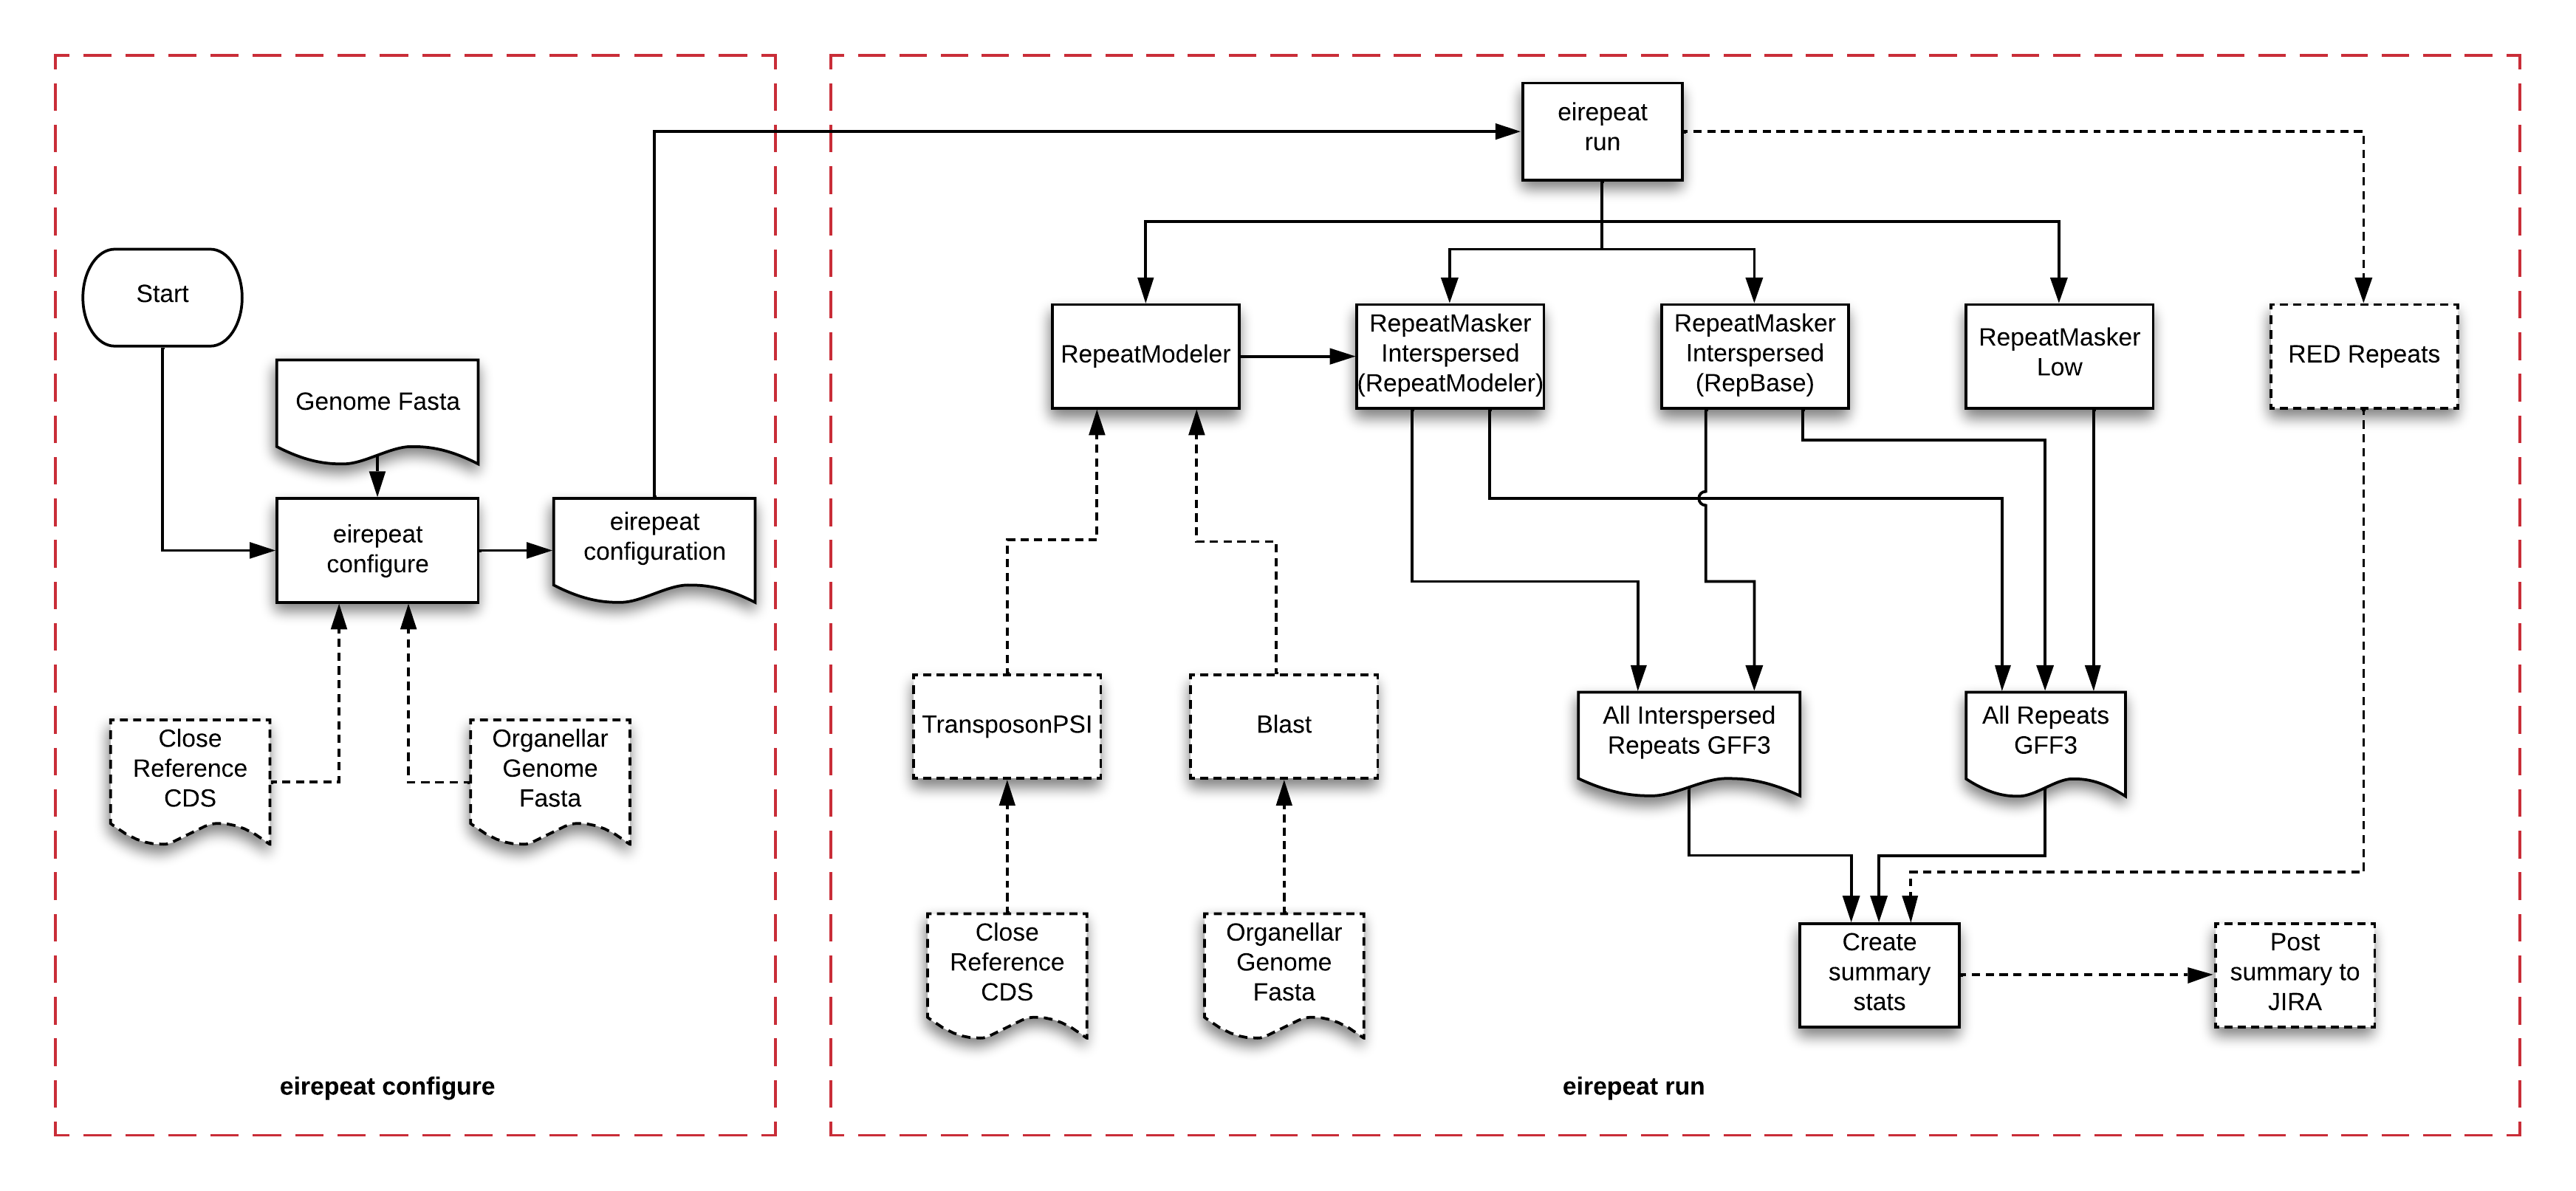 eirepeat
run
Start
Genome Fasta
eirepeat
configure
eirepeat
configuration
Close
Reference
CDS
Organellar
Genome
Fasta
eirepeat configure
RepeatModeler
RepeatMasker
Interspersed
(RepeatModeler)
RepeatMasker
Interspersed
(RepBase)
RepeatMasker
Low
RED Repeats
TransposonPSI
Blast
All Interspersed
Repeats GFF3
All Repeats
GFF3
Close
Reference
CDS
Organellar
Genome
Fasta
Create
summary
stats
Post
summary to
JIRA
eirepeat run